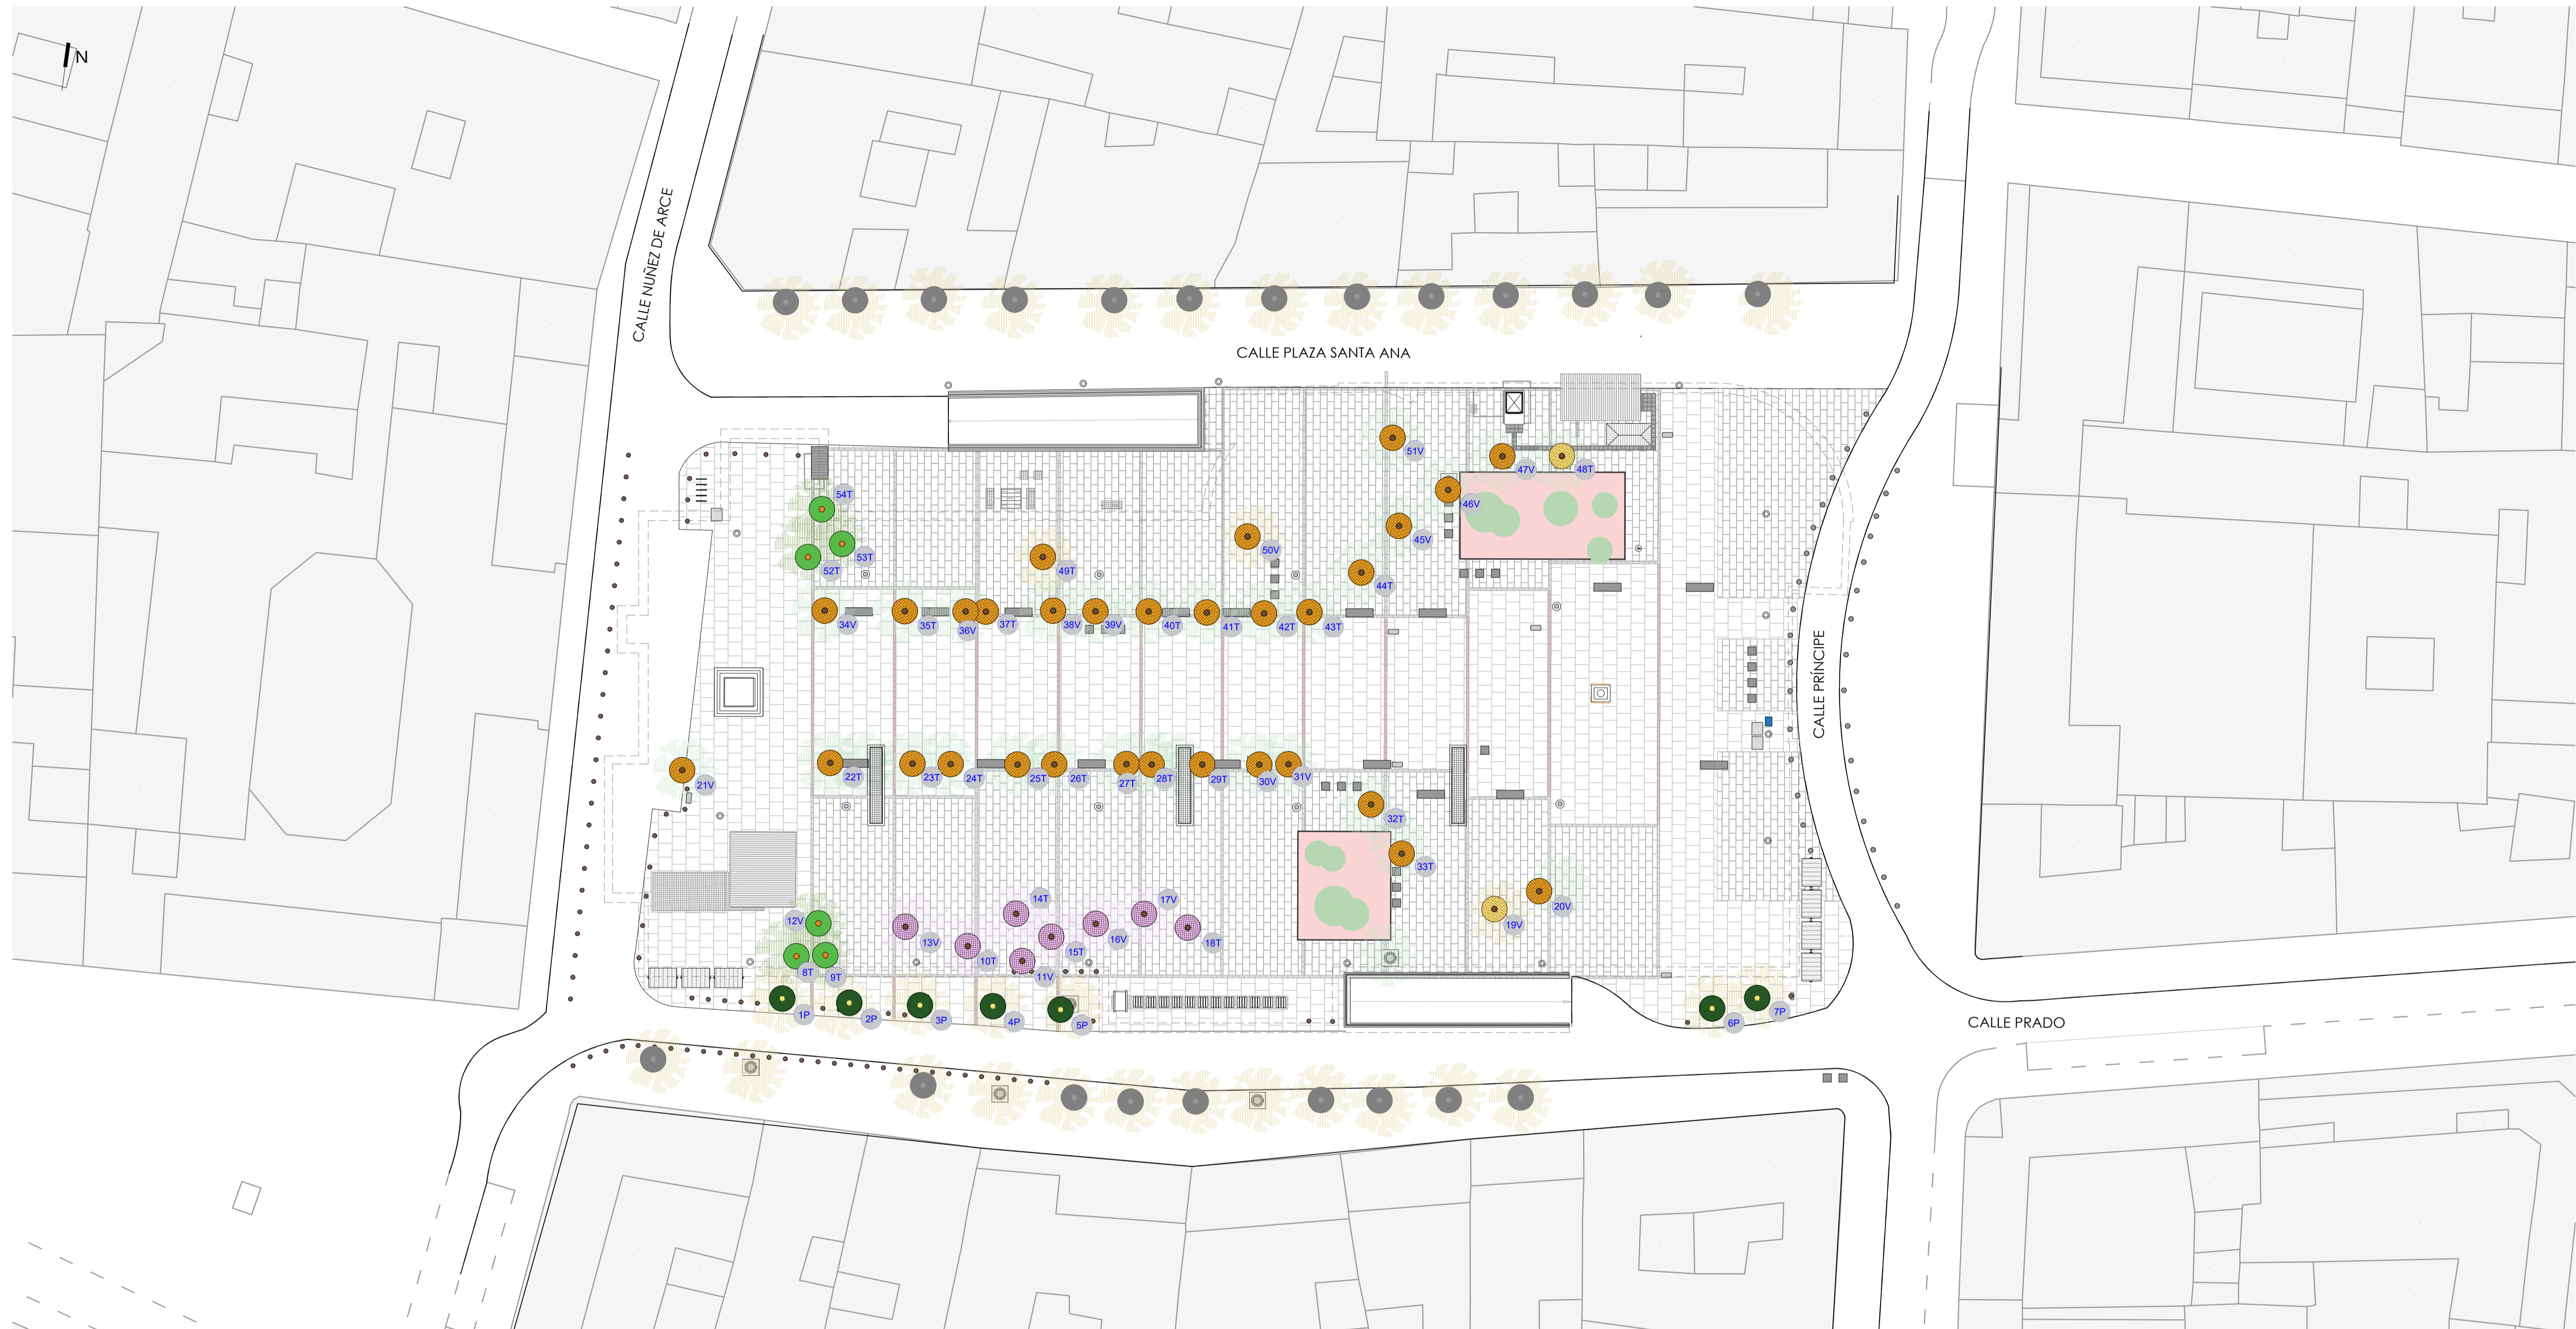 N
CALLE NUÑEZ DE ARCE
CALLE PLAZA SANTA ANA
51V
47V
48T
54T
46V
45V
50V
53T
52T
49T
44T
34V
35T
36V
37T
38V
39V
40T
41T
42T
43T
CALLE PRÍNCIPE
21V
22T
23T
24T
25T
26T
27T
28T
29T
30V
31V
32T
33T
14T
17V
20V
12V
19V
13V
16V
18T
15T
10T
8T
9T
11V
1P
2P
3P
4P
5P
6P
7P
CALLE PRADO